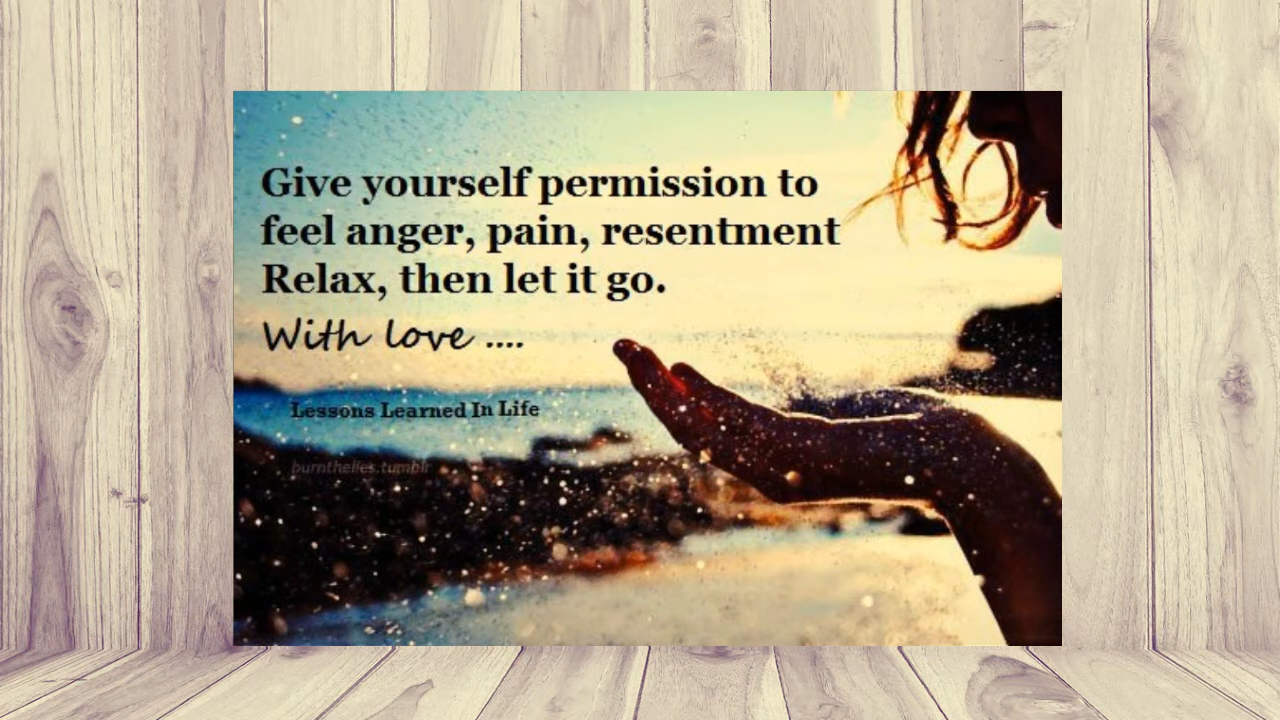 Give yourself permission to
feel anger, pain, resentment
Relax, then let it go.
With love ....
Lessons Learned In Life
burnthelies.tumblr